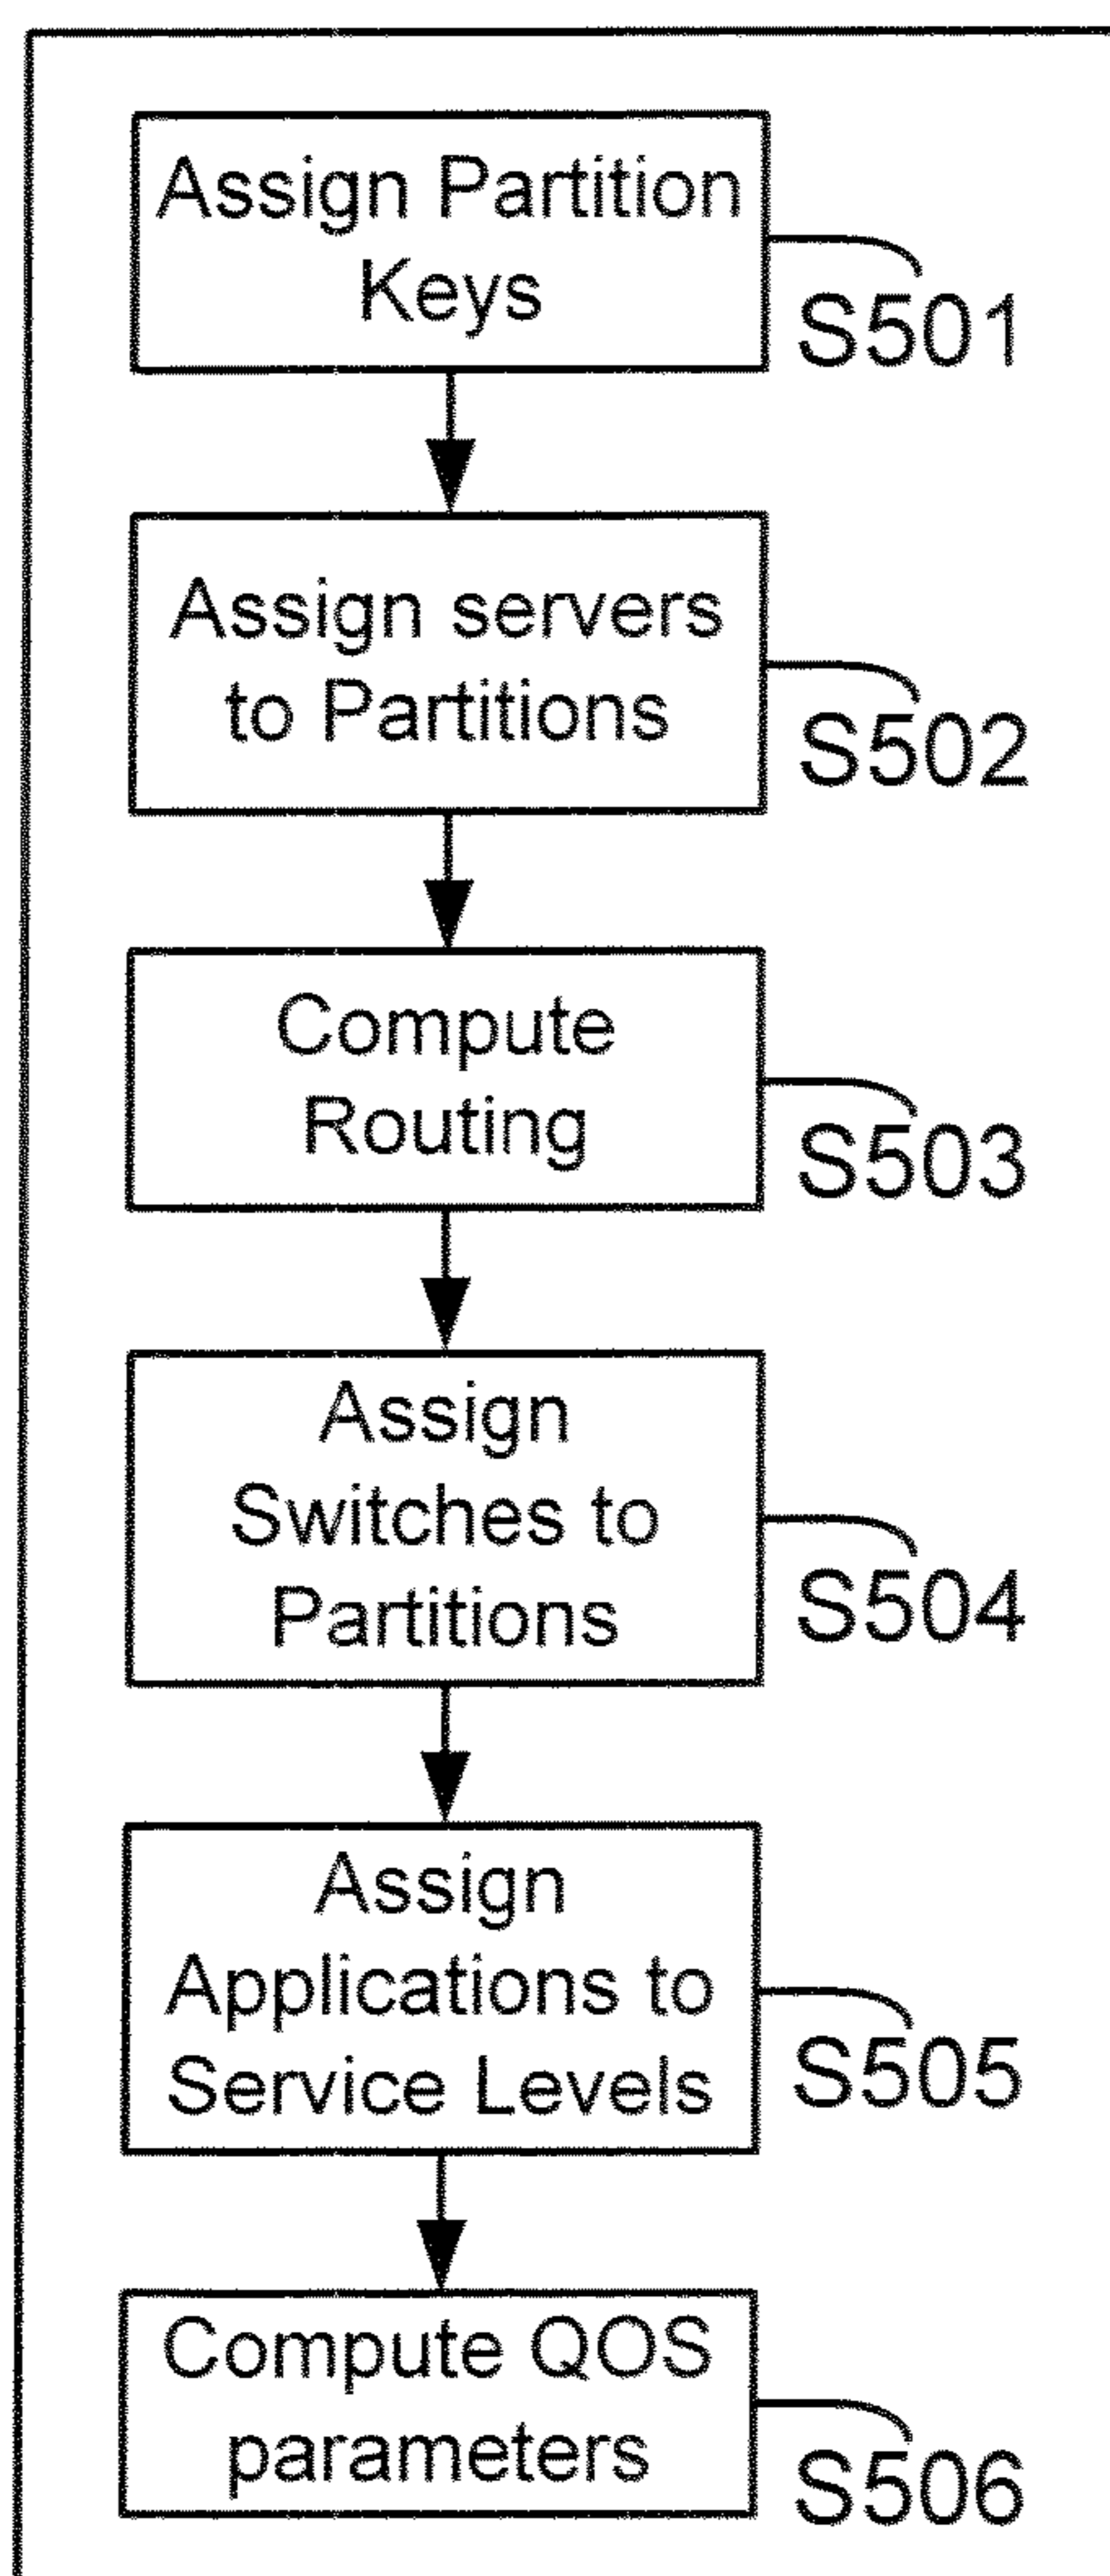 Assign Partition
Keys
S501
Assign servers
to Partitions
S502
Compute
Routing
S503
Assign
Switches to
Partitions
S504
Assign
Applications to
Service Levels
S505
Compute QOS
parameters
S506